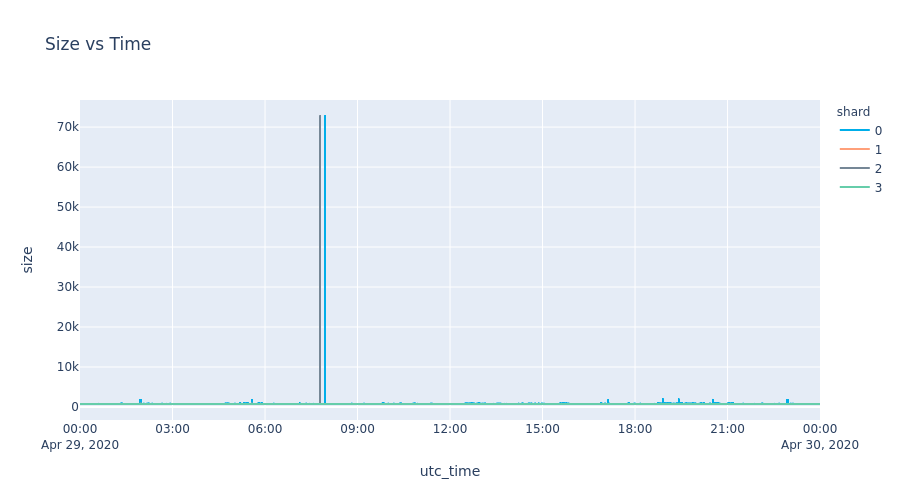 Size vs Time
shard
0
1
2
3
70k
60k
50k
40k
30k
20k
10k
0
size
00:00 03:00 06:00 09:00 12:00 15:00 18:00 21:00 00:00
Apr 29, 2020 Apr 30, 2020
utc_time